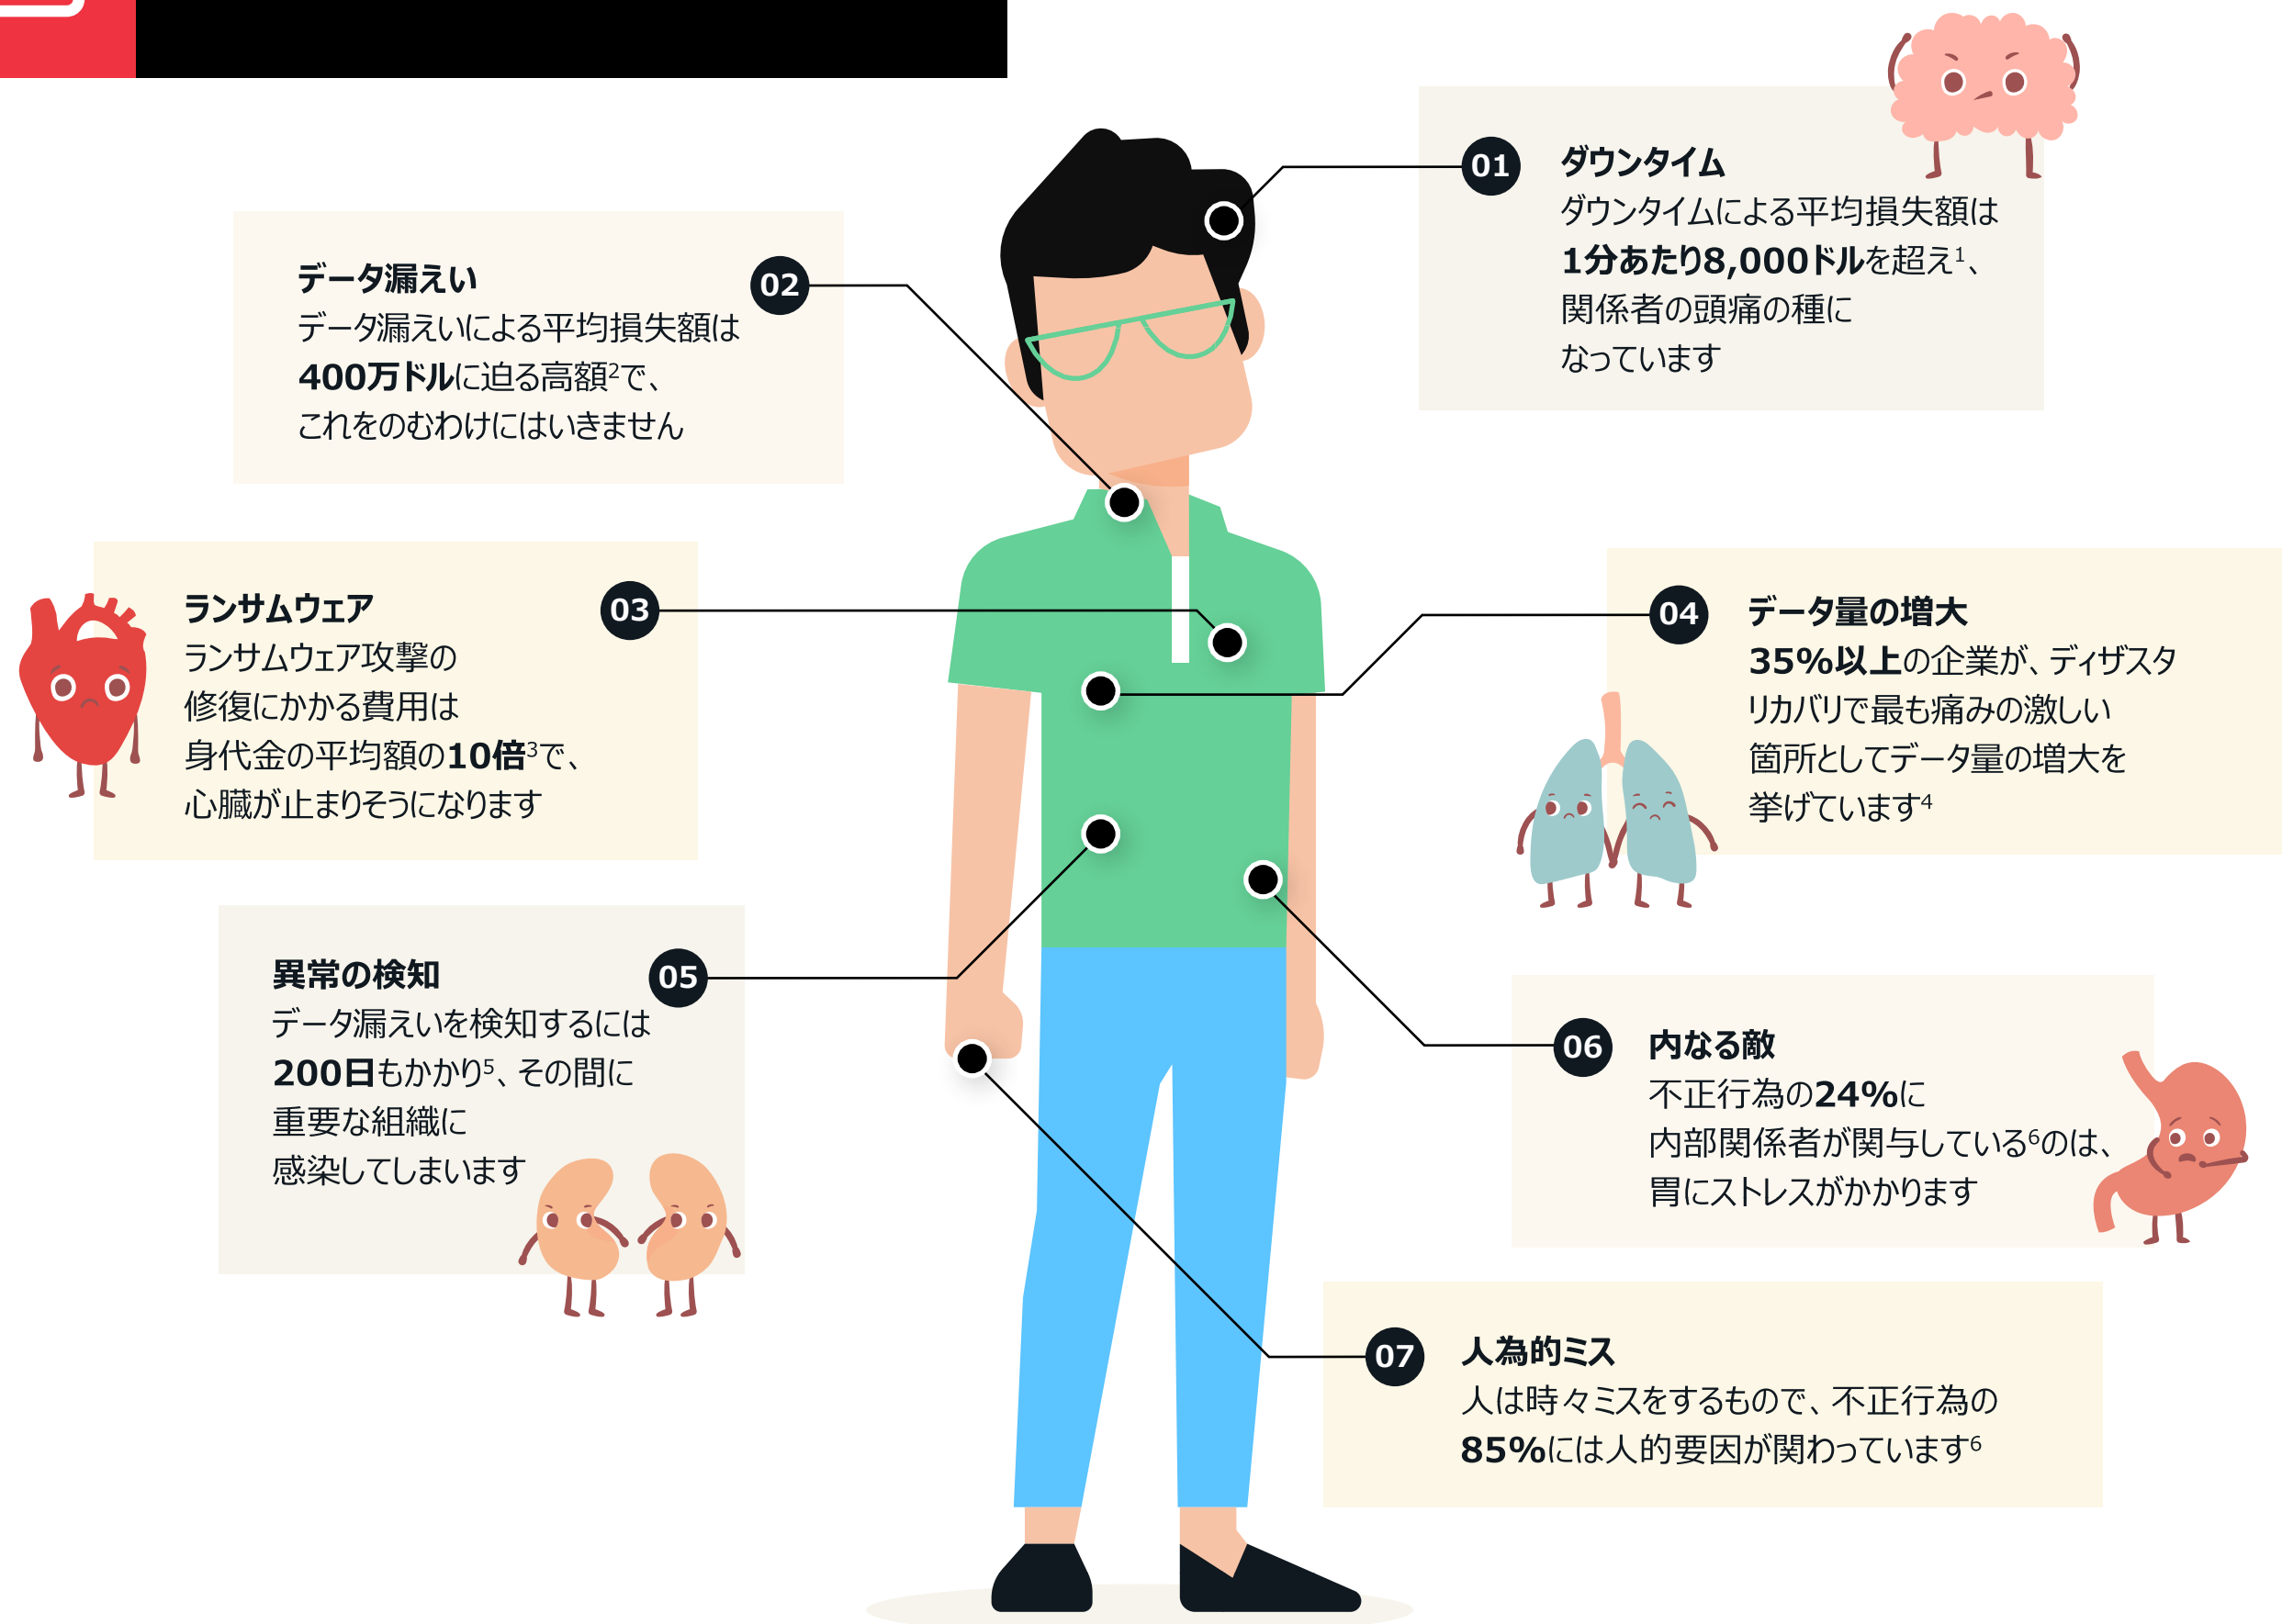 01
ダウンタイム
ダウンタイムによる平均損失額は
1分あたり8,000ドルを超え1、
関係者の頭痛の種に
なっています
02
データ漏えい
データ漏えいによる平均損失額は
400万ドルに迫る高額2で、
これをのむわけにはいきません
03
ランサムウェア
ランサムウェア攻撃の
修復にかかる費用は
身代金の平均額の10倍3で、
心臓が止まりそうになります
04
データ量の増大
35%以上の企業が、ディザスタ
リカバリで最も痛みの激しい
箇所としてデータ量の増大を
挙げています4
05
異常の検知
データ漏えいを検知するには
200日もかかり5、その間に
重要な組織に
感染してしまいます
06
内なる敵
不正行為の24%に
内部関係者が関与している6のは、
胃にストレスがかかります
07
人為的ミス
人は時々ミスをするもので、不正行為の
85%には人的要因が関わっています6